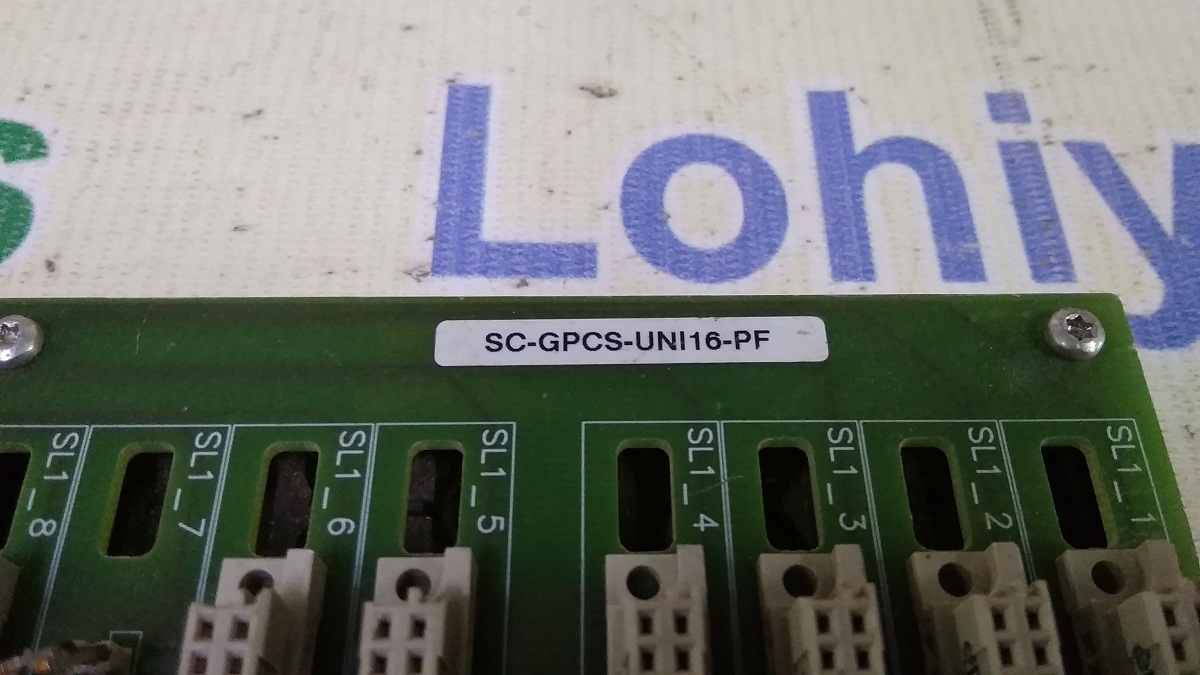 s Lohiy
SC-GPCS-UNI16-PF
SL1_8
SL1_7
SL1_6
SL1_5
SL1_4
SL1_3
SL1_2
SL1_1